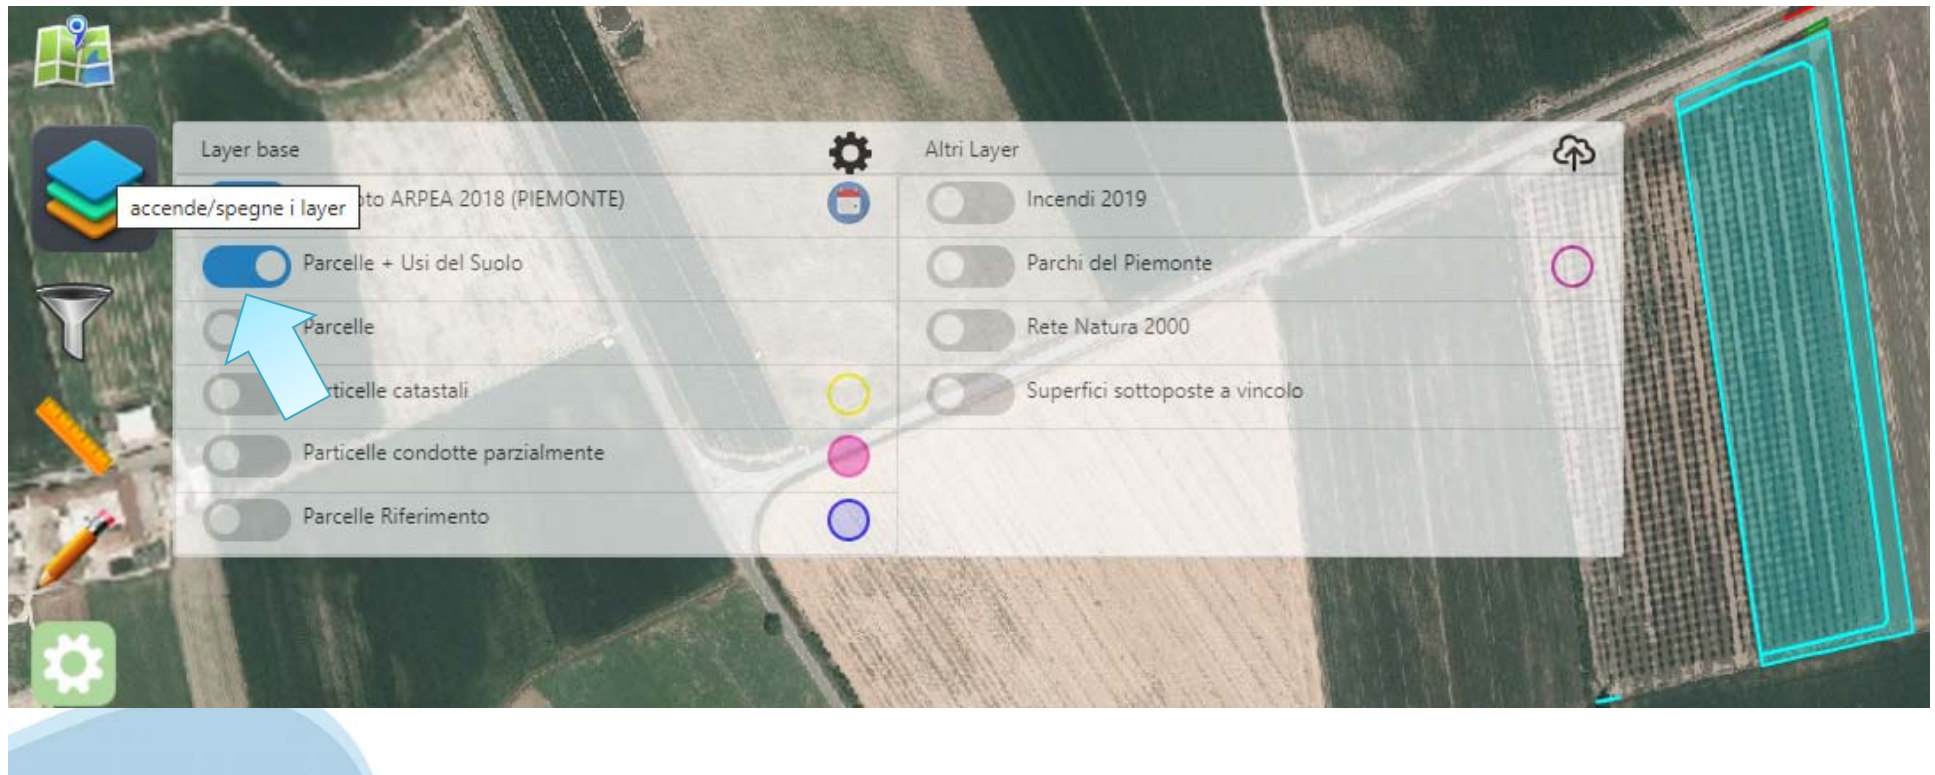 Layer base
accende/spegne i layer
oto ARPEA 2018 (PIEMONTE)
Parcelle + Usi del Suolo
Parcelle
rticelle catastali
Particelle condotte parzialmente
Parcelle Riferimento
Altri Layer
Incendi 2019
Parchi del Piemonte
Rete Natura 2000
Superfici sottoposte a vincolo